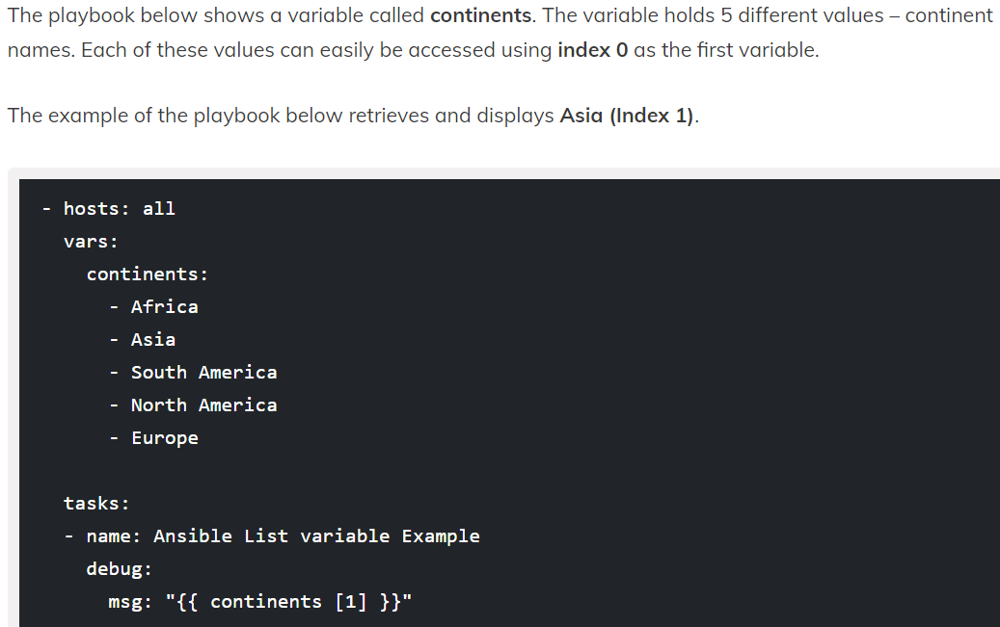 The playbook below shows a variable called continents. The variable holds 5 different values – continent
names. Each of these values can easily be accessed using index 0 as the first variable.
The example of the playbook below retrieves and displays Asia (Index 1).
- hosts: all
  vars:
    continents:
      - Africa
      - Asia
      - South America
      - North America
      - Europe
  tasks:
  - name: Ansible List variable Example
    debug:
      msg: "{{ continents [1] }}"